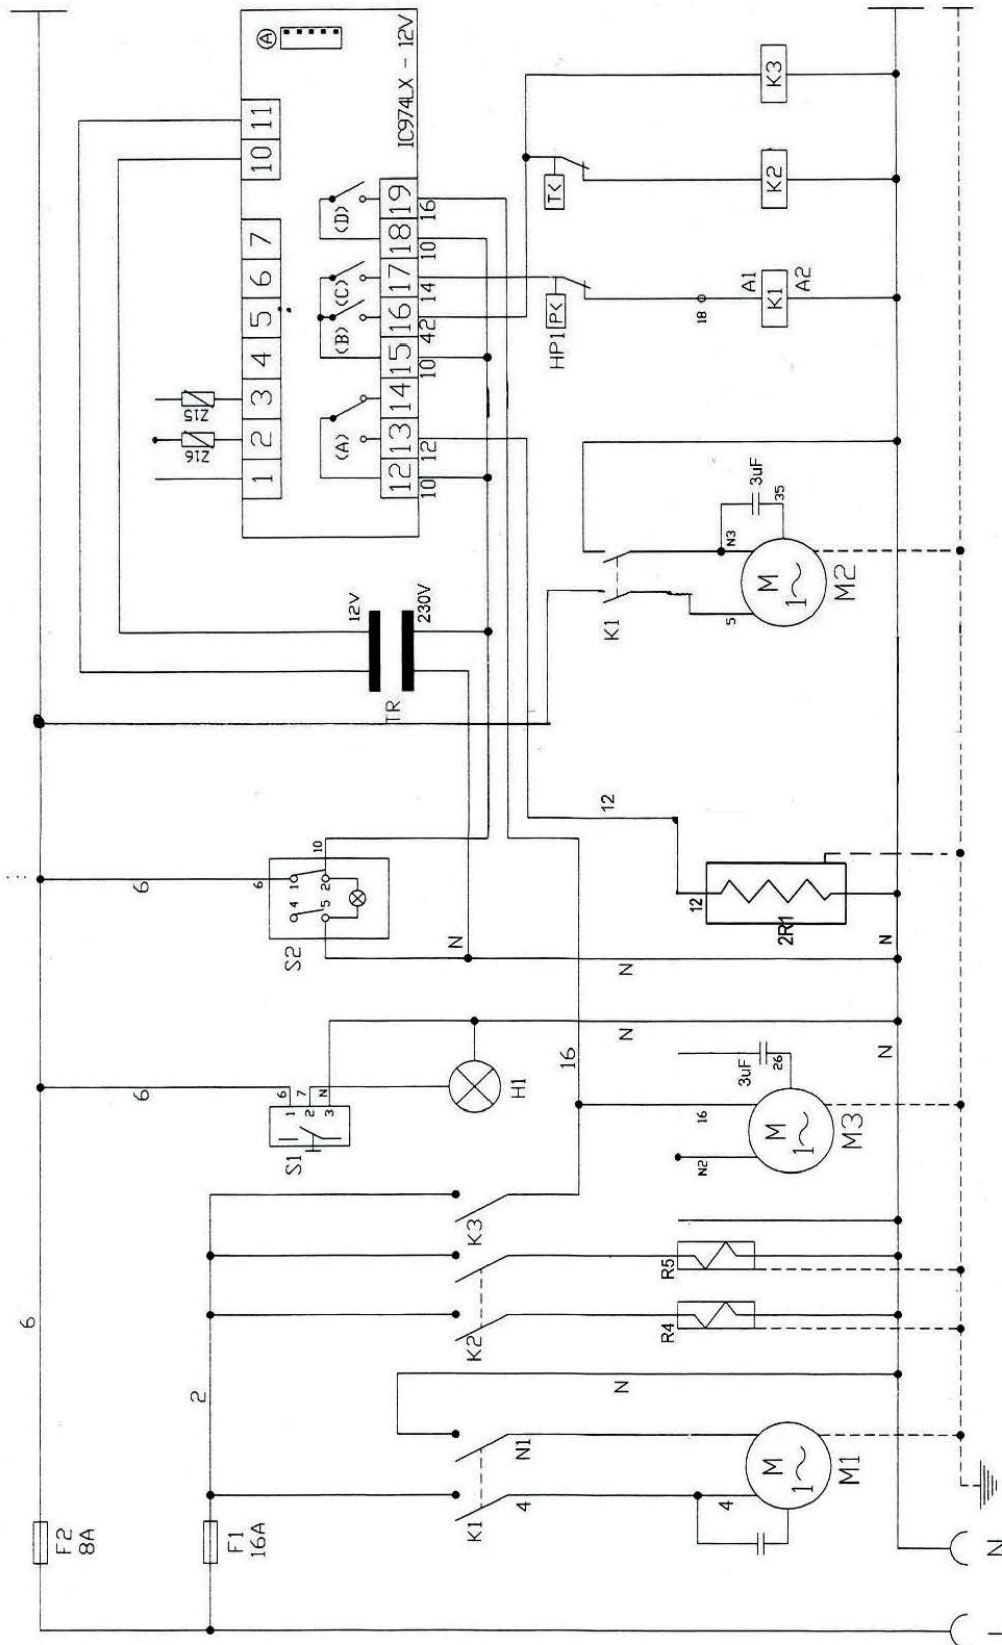 F2
8A
6
F1
16A
2
K1
4
N1
4
M
1~
M1
N
K2
R4
R5
K3
S1
1
2
3
6
7
N
6
H1
N
16
N2
16
3uF
26
M
1~
M3
N
S2
4
1
5
2
6
10
6
N
N
12
12
2R1
N
TR
12V
230V
K1
5
N3
3uF
35
M
1~
M2
Z16
Z15
1
2
3
4
5
6
7
10
11
A
IC974LX - 12V
(A)
(B)
(C)
(D)
12
13
14
15
16
17
18
19
10
12
10
42
14
10
16
HP1
P<
T<
18
A1
K1
A2
K2
K3
L
N